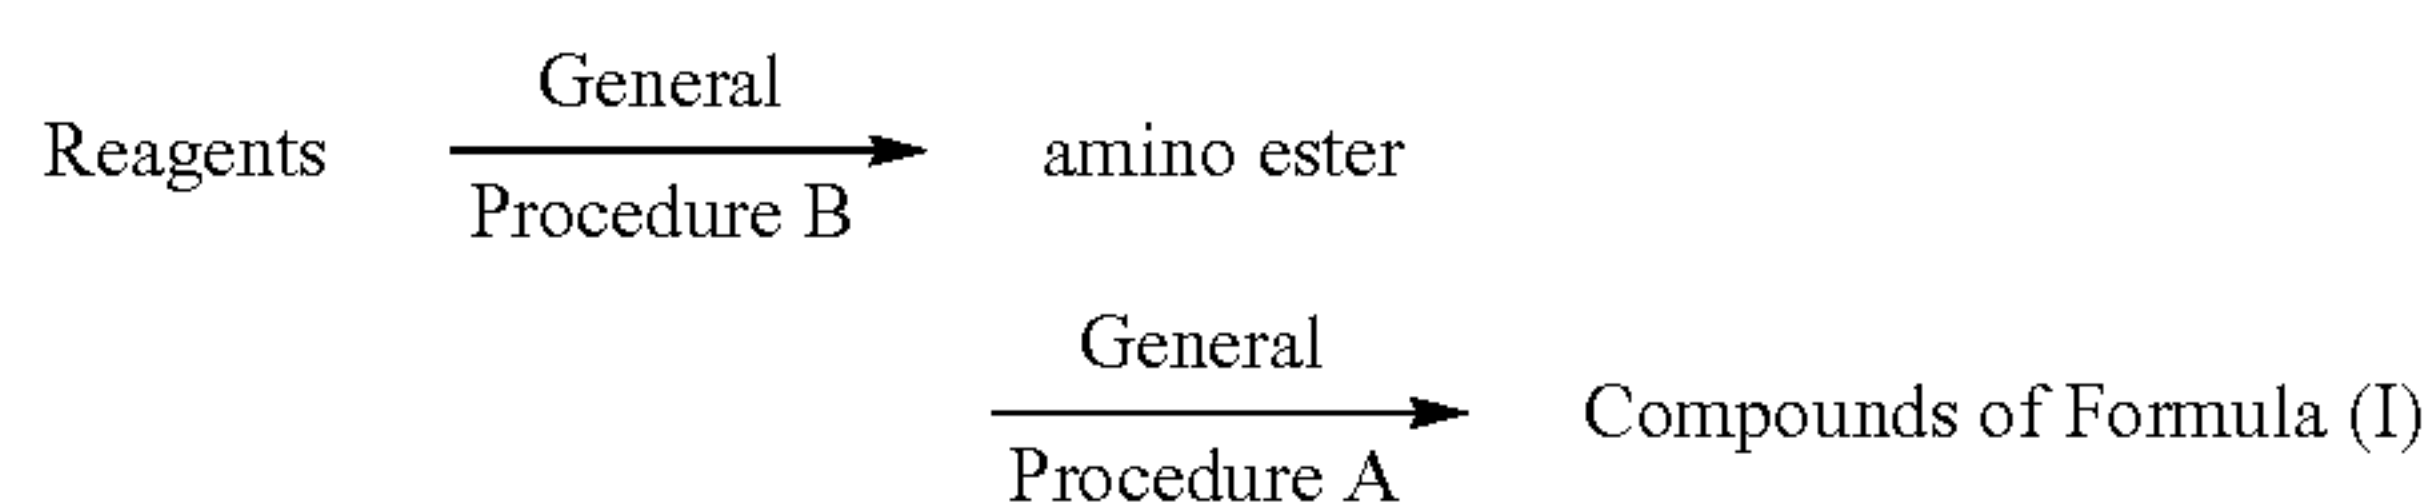 General
Reagents amino ester
Procedure B
General
Compounds of Formula (I)
Procedure A